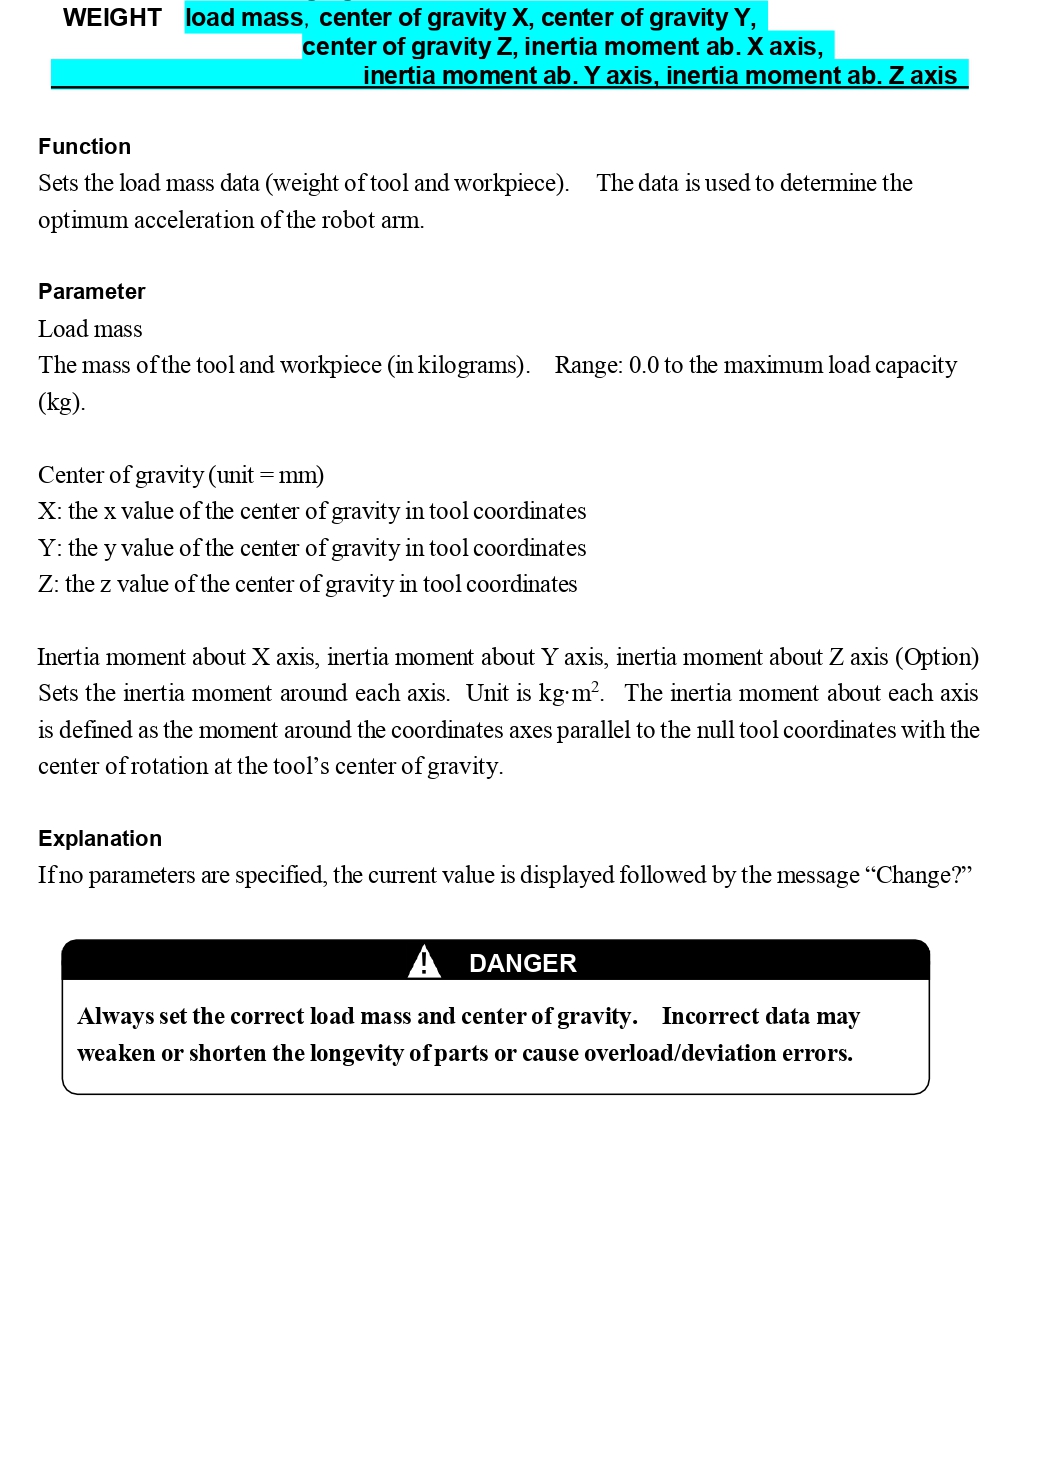 WEIGHT load mass, center of gravity X, center of gravity Y,
center of gravity Z, inertia moment ab. X axis,
inertia moment ab. Y axis, inertia moment ab. Z axis
Function
Sets the load mass data (weight of tool and workpiece). The data is used to determine the
optimum acceleration of the robot arm.
Parameter
Load mass
The mass of the tool and workpiece (in kilograms). Range: 0.0 to the maximum load capacity
(kg).
Center of gravity (unit = mm)
X: the x value of the center of gravity in tool coordinates
Y: the y value of the center of gravity in tool coordinates
Z: the z value of the center of gravity in tool coordinates
Inertia moment about X axis, inertia moment about Y axis, inertia moment about Z axis (Option)
Sets the inertia moment around each axis. Unit is kg·m². The inertia moment about each axis
is defined as the moment around the coordinates axes parallel to the null tool coordinates with the
center of rotation at the tool’s center of gravity.
Explanation
If no parameters are specified, the current value is displayed followed by the message “Change?”
DANGER
Always set the correct load mass and center of gravity. Incorrect data may
weaken or shorten the longevity of parts or cause overload/deviation errors.